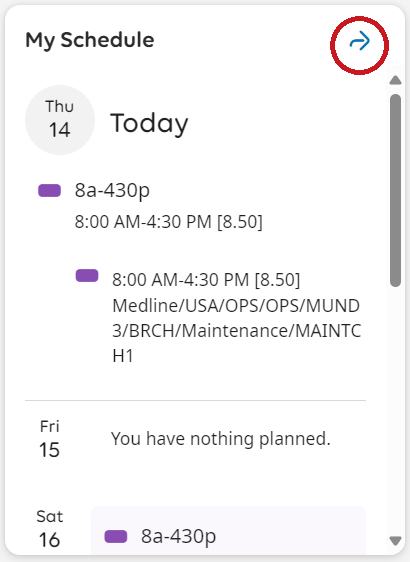 My Schedule
Thu
14
Today
8a-430p
8:00 AM-4:30 PM [8.50]
8:00 AM-4:30 PM [8.50]
Medline/USA/OPS/OPS/MUND
3/BRCH/Maintenance/MAINTC
H1
Fri
15
You have nothing planned.
Sat
16
8a-430p